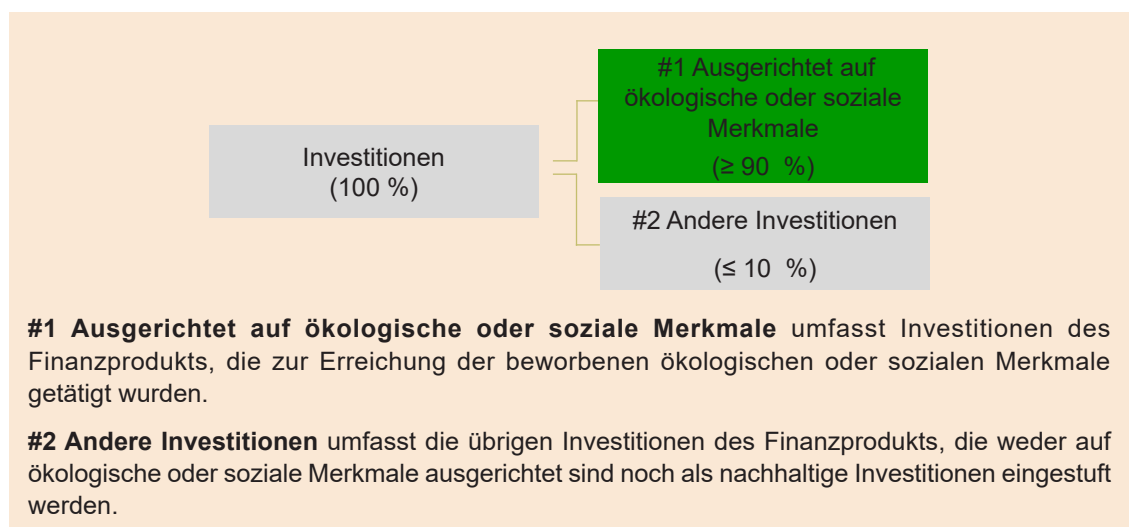 #1 Ausgerichtet auf
ökologische oder soziale
Merkmale
(≥ 90  %)
Investitionen
(100 %)
#2 Andere Investitionen
(≤ 10  %)
#1 Ausgerichtet auf ökologische oder soziale Merkmale umfasst Investitionen des
Finanzprodukts, die zur Erreichung der beworbenen ökologischen oder sozialen Merkmale
getätigt wurden.
#2 Andere Investitionen umfasst die übrigen Investitionen des Finanzprodukts, die weder auf
ökologische oder soziale Merkmale ausgerichtet sind noch als nachhaltige Investitionen eingestuft
werden.